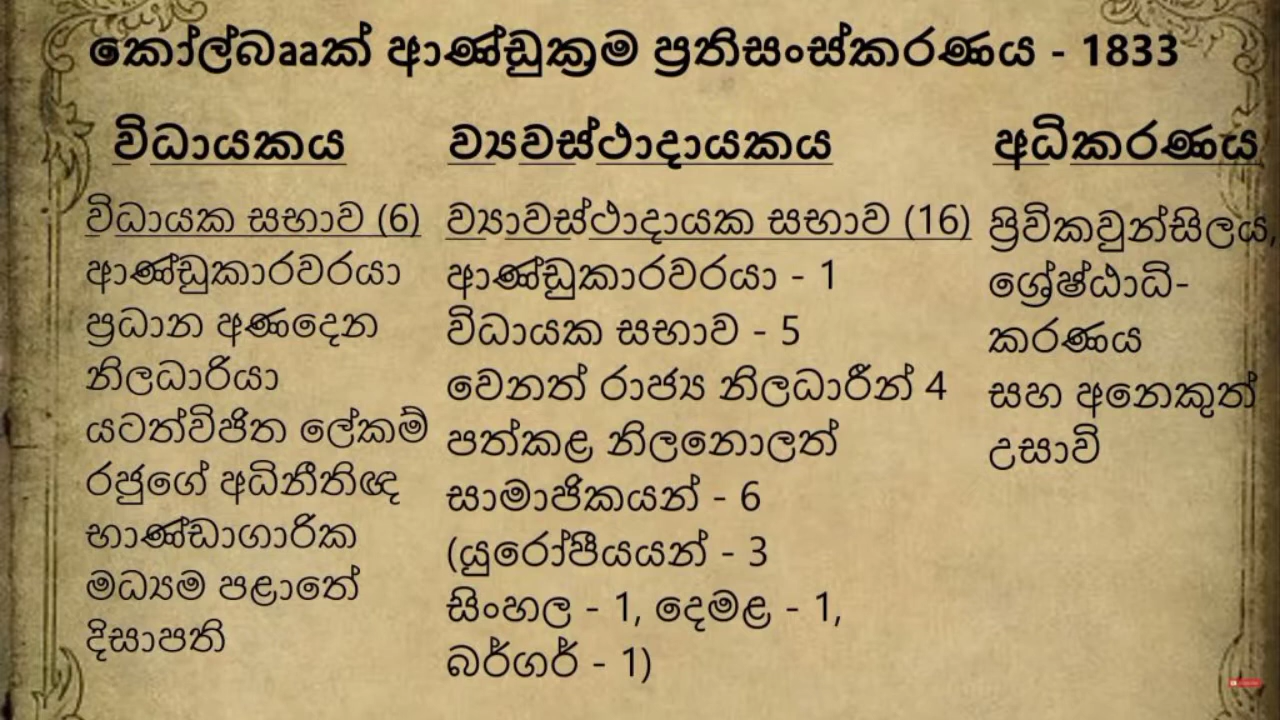 කෝල්බෲක් ආණ්ඩුක්‍රම ප්‍රතිසංස්කරණය - 1833
විධායකය
විධායක සභාව (6)
ආණ්ඩුකාරවරයා
ප්‍රධාන අණදෙන
නිලධාරියා
යටත්විජිත ලේකම්
රජුගේ අධිනීතිඥ
භාණ්ඩාගාරික
මධ්‍යම පළාතේ
දිසාපති
ව්‍යවස්ථාදායකය
ව්‍යාවස්ථාදායක සභාව (16)
ආණ්ඩුකාරවරයා - 1
විධායක සභාව - 5
වෙනත් රාජ්‍ය නිලධාරීන් 4
පත්කළ නිලනොලත්
සාමාජිකයන් - 6
(යුරෝපීයයන් - 3
සිංහල - 1, දෙමළ - 1,
බර්ගර් - 1)
අධිකරණය
ප්‍රිවිකවුන්සිලය,
ශ්‍රේෂ්ඨාධි-
කරණය
සහ අනෙකුත්
උසාවි